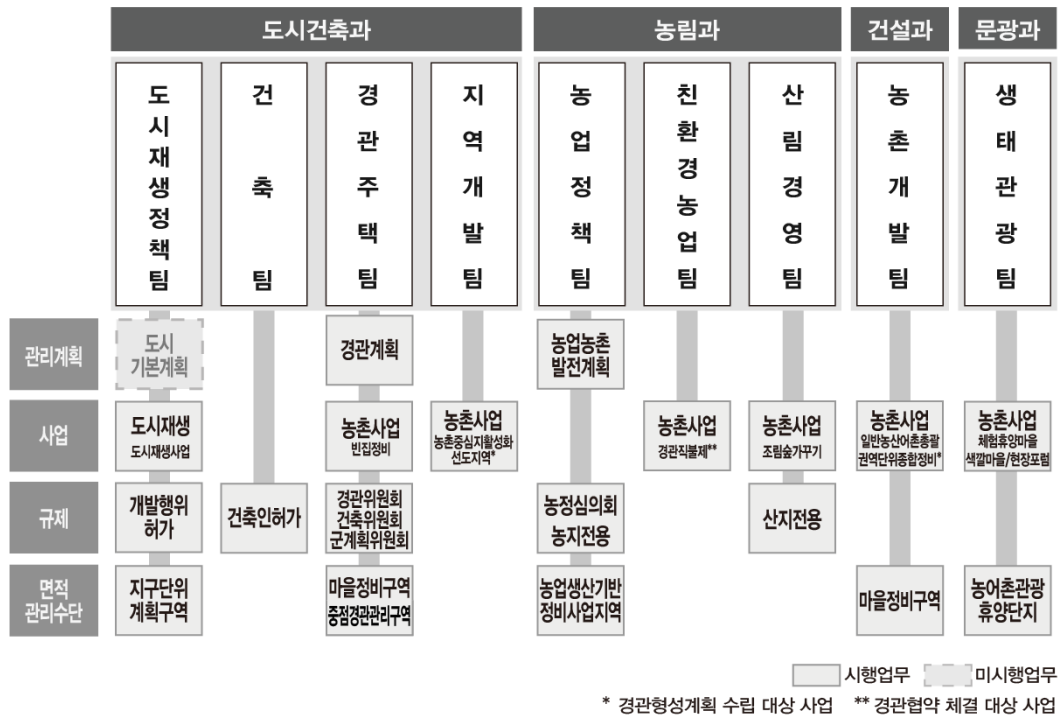 도시건축과 농림과 건설과 문광과
도시재생정책팀 건축팀 경관주택팀 지역개발팀 농업정책팀 친환경농업팀 산림경영팀 농촌개발팀 생태관광팀
관리계획
도시
기본계획
경관계획
농업농촌
발전계획
사업
도시재생
도시재생사업
농촌사업
빈집정비
농촌사업
농촌중심지활성화
선도지역*
농촌사업
경관직불제**
농촌사업
조림숲가꾸기
농촌사업
일반농산어촌총괄
권역단위종합정비*
농촌사업
체험휴양마을
색깔마을/현장포럼
규제
개발행위
허가
건축인허가
경관위원회
건축위원회
군계획위원회
농정심의회
농지전용
산지전용
면적
관리수단
지구단위
계획구역
마을정비구역
중점경관관리구역
농업생산기반
정비사업지역
마을정비구역
농어촌관광
휴양단지
시행업무 미시행업무
* 경관형성계획 수립 대상 사업 ** 경관협약 체결 대상 사업